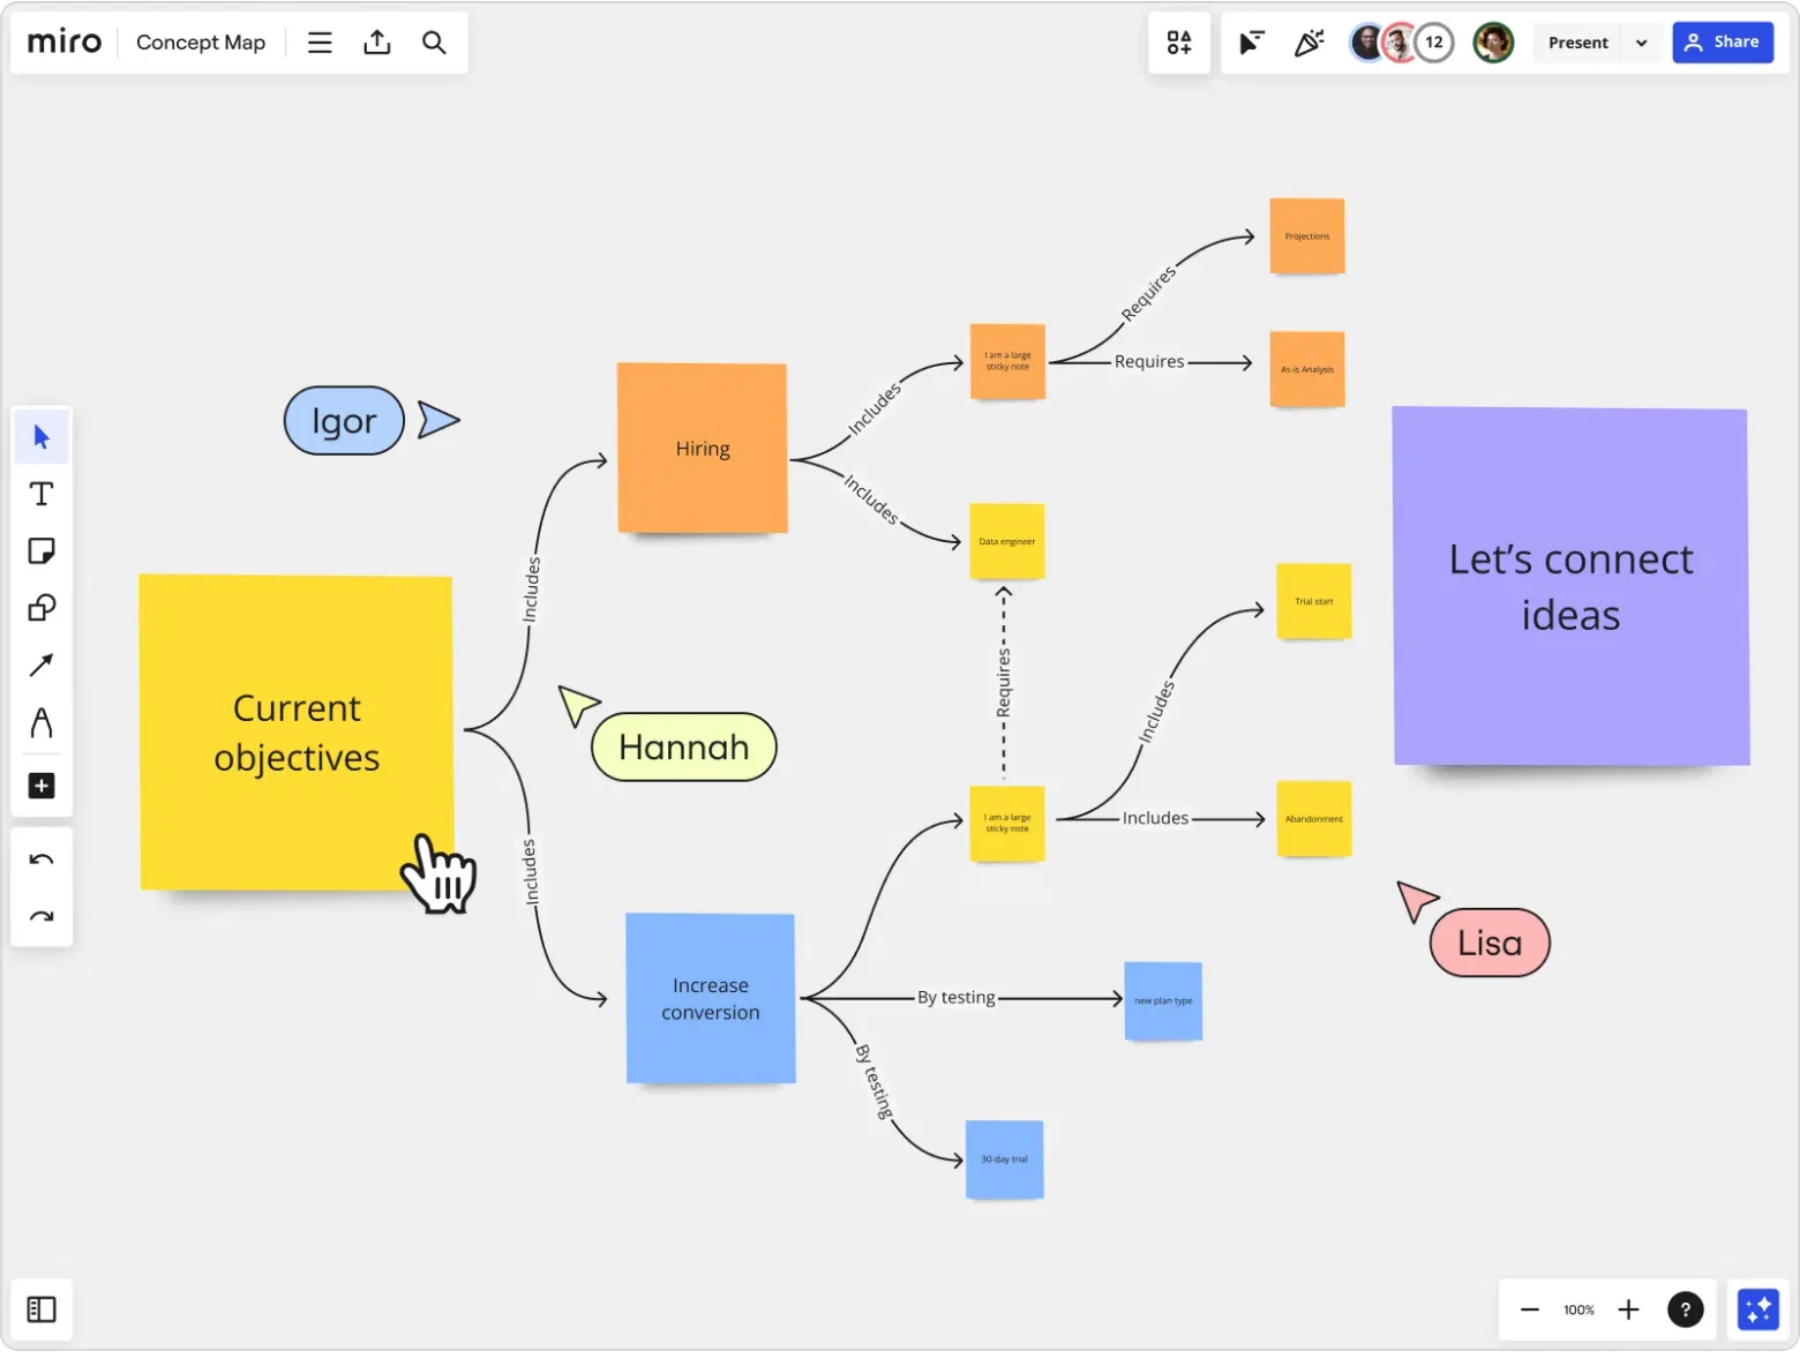 miro
Concept Map
12
Present
Share
Projections
Requires
I am a large
sticky note
Requires
As-is Analysis
Includes
Igor
Hiring
Includes
Data engineer
Let's connect
ideas
Includes
Trial start
Requires
Includes
Current
objectives
Hannah
I am a large
sticky note
Includes
Abandonment
Includes
Lisa
Increase
conversion
By testing
new plan type
By testing
30-day trial
100%
?